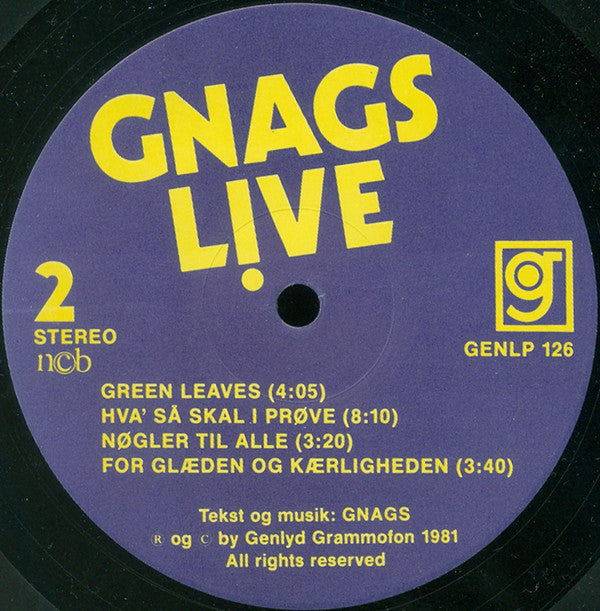 GNAGS
LIVE
2
STEREO
n©b
g
GENLP 126
GREEN LEAVES (4:05)
HVA' SÅ SKAL I PRØVE (8:10)
NØGLER TIL ALLE (3:20)
FOR GLÆDEN OG KÆRLIGHEDEN (3:40)
Tekst og musik: GNAGS
® og © by Genlyd Grammofon 1981
All rights reserved